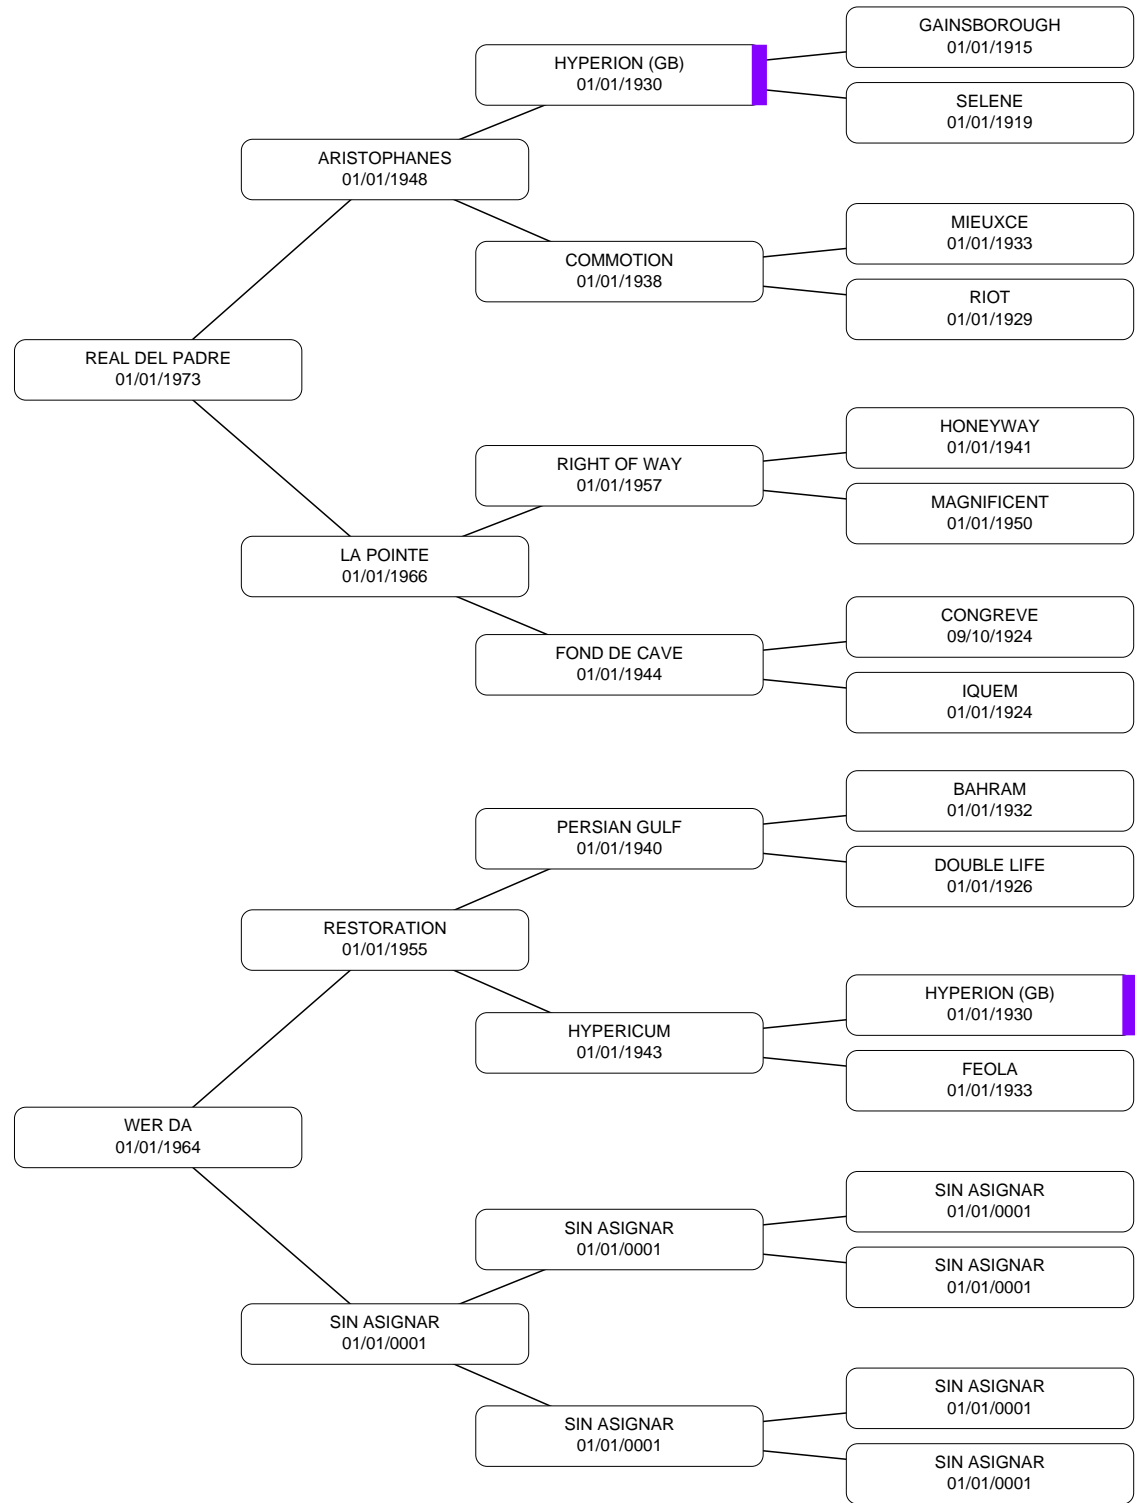 GAINSBOROUGH
01/01/1915
HYPERION (GB)
01/01/1930
SELENE
01/01/1919
ARISTOPHANES
01/01/1948
MIEUXCE
01/01/1933
COMMOTION
01/01/1938
RIOT
01/01/1929
REAL DEL PADRE
01/01/1973
HONEYWAY
01/01/1941
RIGHT OF WAY
01/01/1957
MAGNIFICENT
01/01/1950
LA POINTE
01/01/1966
CONGREVE
09/10/1924
FOND DE CAVE
01/01/1944
IQUEM
01/01/1924
BAHRAM
01/01/1932
PERSIAN GULF
01/01/1940
DOUBLE LIFE
01/01/1926
RESTORATION
01/01/1955
HYPERION (GB)
01/01/1930
HYPERICUM
01/01/1943
FEOLA
01/01/1933
WER DA
01/01/1964
SIN ASIGNAR
01/01/0001
SIN ASIGNAR
01/01/0001
SIN ASIGNAR
01/01/0001
SIN ASIGNAR
01/01/0001
SIN ASIGNAR
01/01/0001
SIN ASIGNAR
01/01/0001
SIN ASIGNAR
01/01/0001